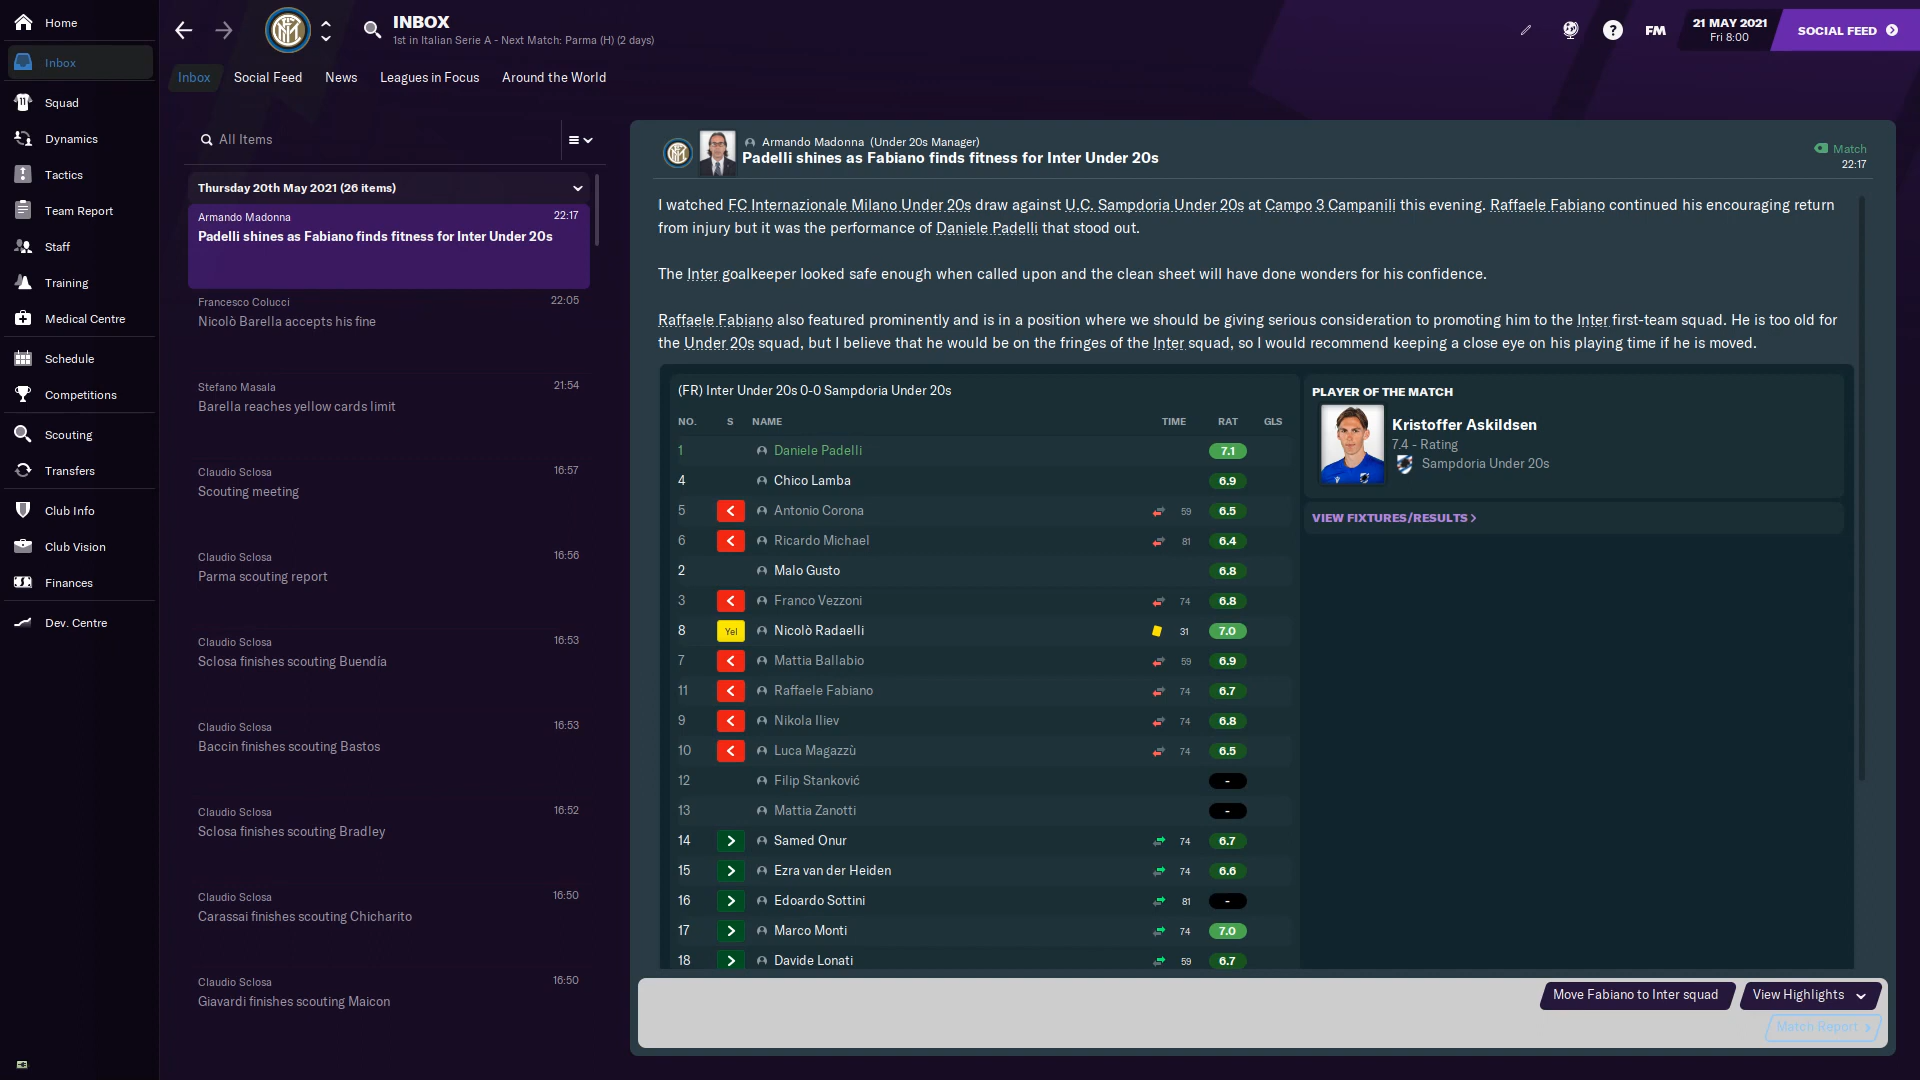 Home
Inbox
Squad
Dynamics
Tactics
Team Report
Staff
Training
Medical Centre
Schedule
Competitions
Scouting
Transfers
Club Info
Club Vision
Finances
Dev. Centre
INBOX
1st in Italian Serie A - Next Match: Parma (H) (2 days)
FM
21 MAY 2021
Fri 8:00
SOCIAL FEED
Inbox Social Feed News Leagues in Focus Around the World
All Items
Thursday 20th May 2021 (26 items)
Armando Madonna 22:17
Padelli shines as Fabiano finds fitness for Inter Under 20s
Francesco Colucci 22:05
Nicolò Barella accepts his fine
Stefano Masala 21:54
Barella reaches yellow cards limit
Claudio Sclosa 16:57
Scouting meeting
Claudio Sclosa 16:56
Parma scouting report
Claudio Sclosa 16:53
Sclosa finishes scouting Buendía
Claudio Sclosa 16:53
Baccin finishes scouting Bastos
Claudio Sclosa 16:52
Sclosa finishes scouting Bradley
Claudio Sclosa 16:50
Carassai finishes scouting Chicharito
Claudio Sclosa 16:50
Giavardi finishes scouting Maicon
Armando Madonna (Under 20s Manager)
Padelli shines as Fabiano finds fitness for Inter Under 20s
Match
22:17
I watched FC Internazionale Milano Under 20s draw against U.C. Sampdoria Under 20s at Campo 3 Campanili this evening. Raffaele Fabiano continued his encouraging return
from injury but it was the performance of Daniele Padelli that stood out.
The Inter goalkeeper looked safe enough when called upon and the clean sheet will have done wonders for his confidence.
Raffaele Fabiano also featured prominently and is in a position where we should be giving serious consideration to promoting him to the Inter first-team squad. He is too old for
the Under 20s squad, but I believe that he would be on the fringes of the Inter squad, so I would recommend keeping a close eye on his playing time if he is moved.
(FR) Inter Under 20s 0-0 Sampdoria Under 20s
NO. S NAME TIME RAT GLS
1 Daniele Padelli 7.1
4 Chico Lamba 6.9
5 Antonio Corona 59 6.5
6 Ricardo Michael 81 6.4
2 Malo Gusto 6.8
3 Franco Vezzoni 74 6.8
8 Yel Nicolò Radaelli 31 7.0
7 Mattia Ballabio 59 6.9
11 Raffaele Fabiano 74 6.7
9 Nikola Iliev 74 6.8
10 Luca Magazzù 74 6.5
12 Filip Stanković -
13 Mattia Zanotti -
14 Samed Onur 74 6.7
15 Ezra van der Heiden 74 6.6
16 Edoardo Sottini 81 -
17 Marco Monti 74 7.0
18 Davide Lonati 59 6.7
PLAYER OF THE MATCH
Kristoffer Askildsen
7.4 - Rating
Sampdoria Under 20s
VIEW FIXTURES/RESULTS >
Move Fabiano to Inter squad
View Highlights
Match Report >